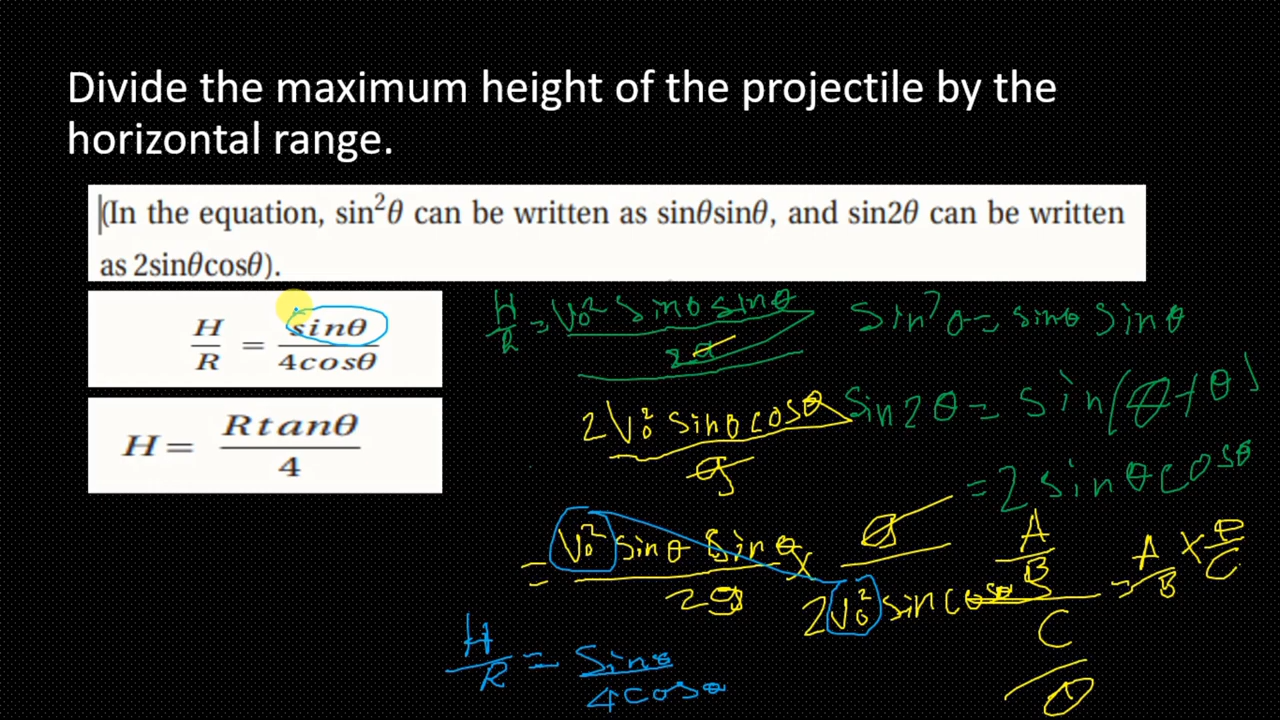 Divide the maximum height of the projectile by the
horizontal range.
(In the equation, sin²θ can be written as sinθsinθ, and sin2θ can be written
as 2sinθcosθ).
H/R = sinθ/4cosθ
H = Rtanθ/4
H/R = V₀² sinθ sinθ/2g
sin²θ = sinθ sinθ
2V₀² sinθ cosθ/g
sin2θ = sin(θ+θ)
= 2sinθcosθ
= V₀² sinθ sinθ/2g × g/2V₀² sin cosθ
A/B
C/D
= A/B × D/C
H/R = sinθ/4cosθ